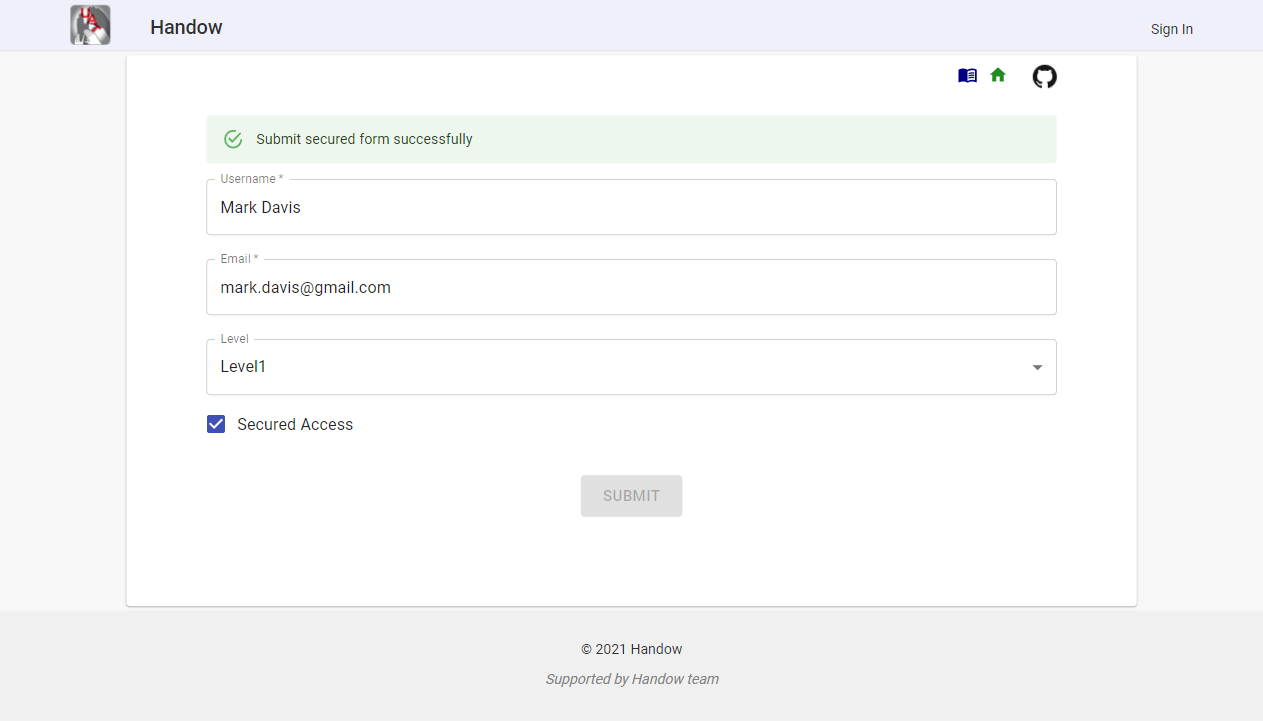 Handow
Sign In
Submit secured form successfully
Username *
Mark Davis
Email *
mark.davis@gmail.com
Level
Level1
Secured Access
SUBMIT
© 2021 Handow
Supported by Handow team